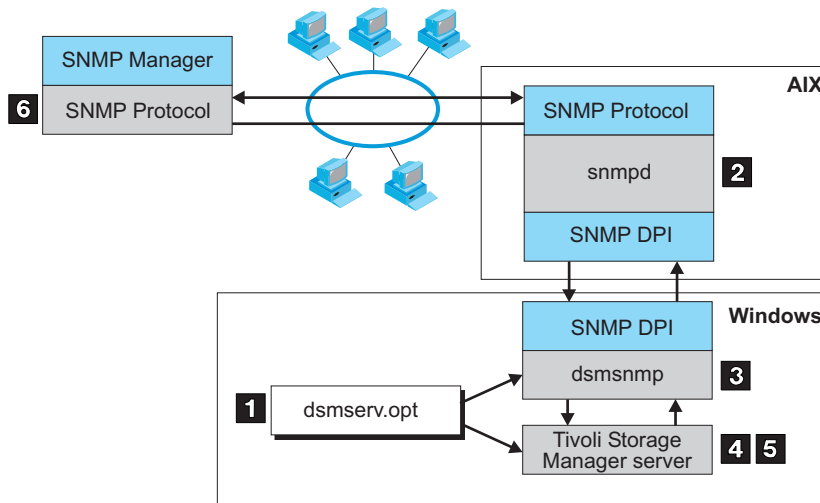 SNMP Manager
6
SNMP Protocol
AIX
SNMP Protocol
snmpd
2
SNMP DPI
Windows
SNMP DPI
dsmsnmp
3
1
dsmserv.opt
Tivoli Storage
Manager server
4 5